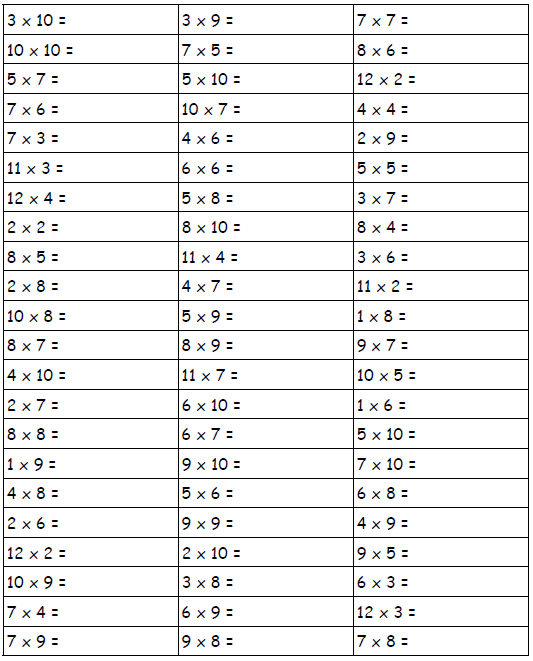 3 × 10 = 3 × 9 = 7 × 7 =
10 × 10 = 7 × 5 = 8 × 6 =
5 × 7 = 5 × 10 = 12 × 2 =
7 × 6 = 10 × 7 = 4 × 4 =
7 × 3 = 4 × 6 = 2 × 9 =
11 × 3 = 6 × 6 = 5 × 5 =
12 × 4 = 5 × 8 = 3 × 7 =
2 × 2 = 8 × 10 = 8 × 4 =
8 × 5 = 11 × 4 = 3 × 6 =
2 × 8 = 4 × 7 = 11 × 2 =
10 × 8 = 5 × 9 = 1 × 8 =
8 × 7 = 8 × 9 = 9 × 7 =
4 × 10 = 11 × 7 = 10 × 5 =
2 × 7 = 6 × 10 = 1 × 6 =
8 × 8 = 6 × 7 = 5 × 10 =
1 × 9 = 9 × 10 = 7 × 10 =
4 × 8 = 5 × 6 = 6 × 8 =
2 × 6 = 9 × 9 = 4 × 9 =
12 × 2 = 2 × 10 = 9 × 5 =
10 × 9 = 3 × 8 = 6 × 3 =
7 × 4 = 6 × 9 = 12 × 3 =
7 × 9 = 9 × 8 = 7 × 8 =